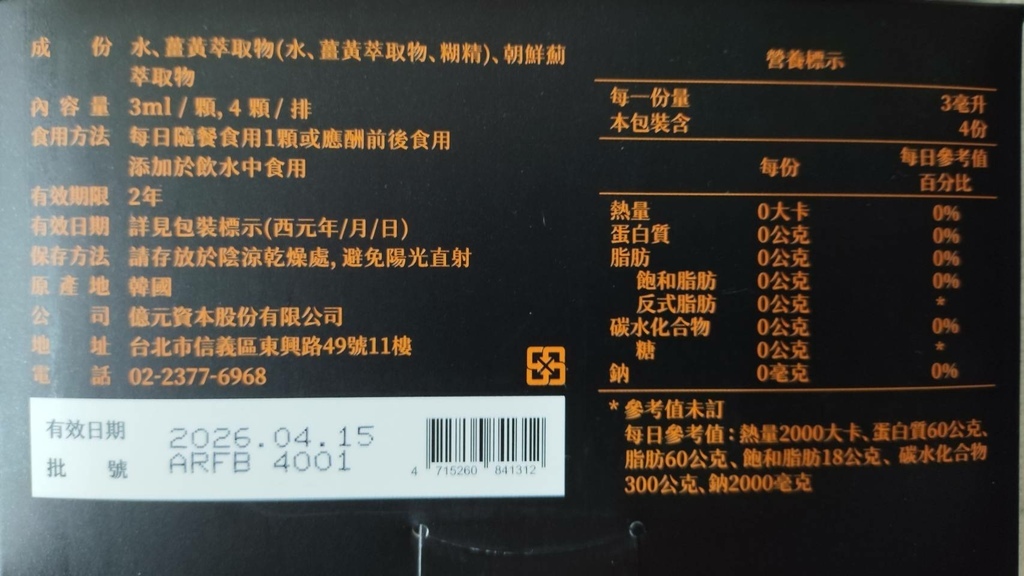 成份 水、薑黃萃取物(水、薑黃萃取物、糊精)、朝鮮薊
萃取物
內容量 3ml / 顆, 4 顆 / 排
食用方法 每日隨餐食用1顆或應酬前後食用
添加於飲水中食用
有效期限 2年
有效日期 詳見包裝標示(西元年/月/日)
保存方法 請存放於陰涼乾燥處, 避免陽光直射
原產地 韓國
公司 億元資本股份有限公司
地址 台北市信義區東興路49號11樓
電話 02-2377-6968
有效日期 2026.04.15
批號 ARFB 4001
4 715260 841312
營養標示
每一份量 3毫升
本包裝含 4份
每份 每日參考值
百分比
熱量 0大卡 0%
蛋白質 0公克 0%
脂肪 0公克 0%
飽和脂肪 0公克 0%
反式脂肪 0公克 *
碳水化合物 0公克 0%
糖 0公克 *
鈉 0毫克 0%
* 參考值未訂
每日參考值：熱量2000大卡、蛋白質60公克、
脂肪60公克、飽和脂肪18公克、碳水化合物
300公克、鈉2000毫克